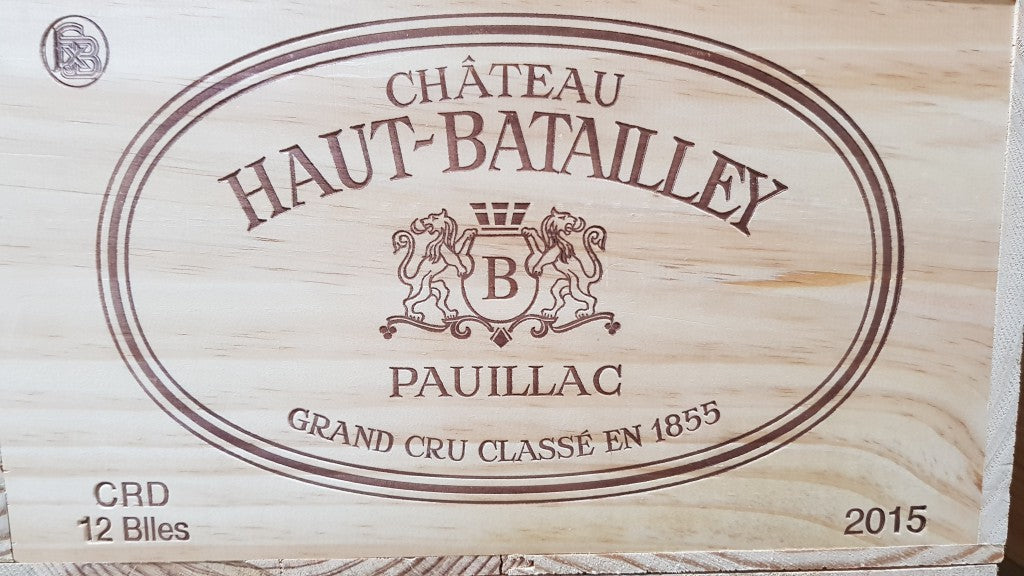 CHÂTEAU
HAUT-BATAILLEY
B
PAUILLAC
GRAND CRU CLASSÉ EN 1855
CRD
12 Blles
2015